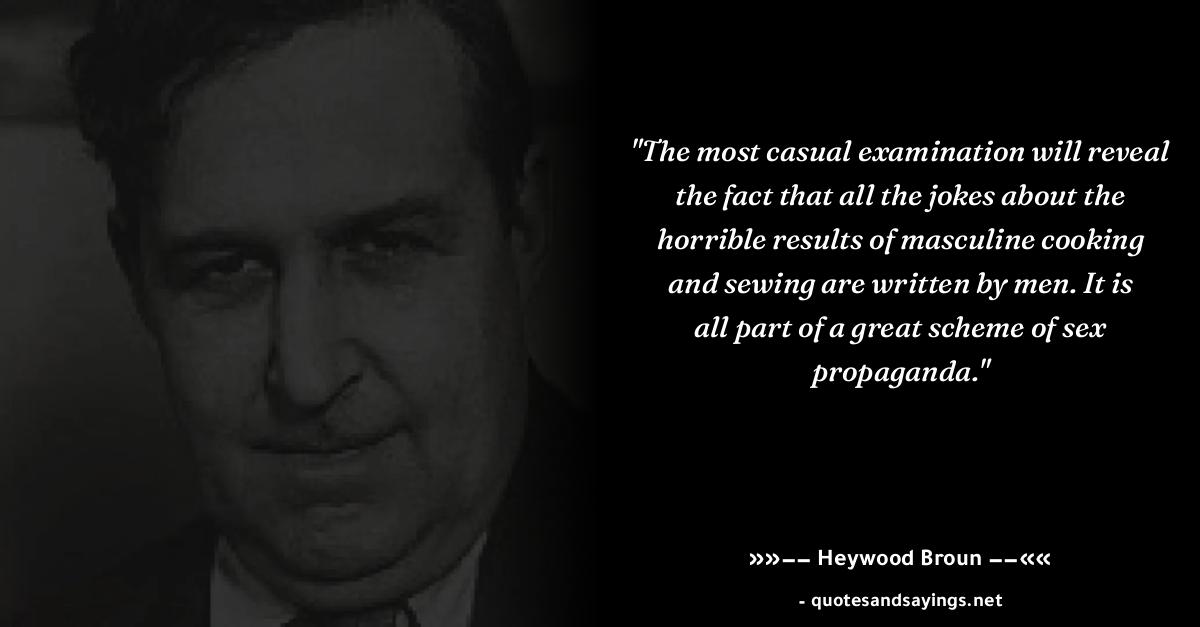 "The most casual examination will reveal
the fact that all the jokes about the
horrible results of masculine cooking
and sewing are written by men. It is
all part of a great scheme of sex
propaganda."
»»−− Heywood Broun −−««
- quotesandsayings.net